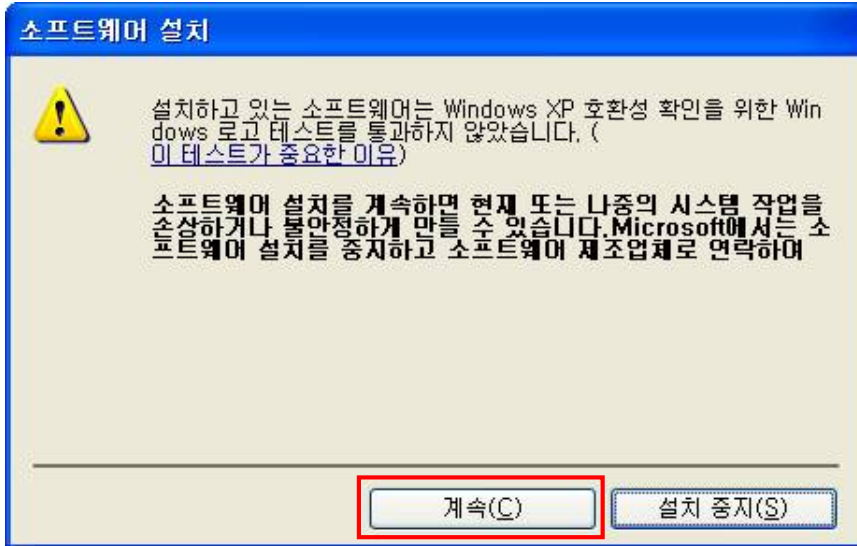 소프트웨어 설치
설치하고 있는 소프트웨어는 Windows XP 호환성 확인을 위한 Win
dows 로고 테스트를 통과하지 않았습니다. (
이 테스트가 중요한 이유)
소프트웨어 설치를 계속하면 현재 또는 나중의 시스템 작업을
손상하거나 불안정하게 만들 수 있습니다.Microsoft에서는 소
프트웨어 설치를 중지하고 소프트웨어 제조업체로 연락하여
계속(C)
설치 중지(S)